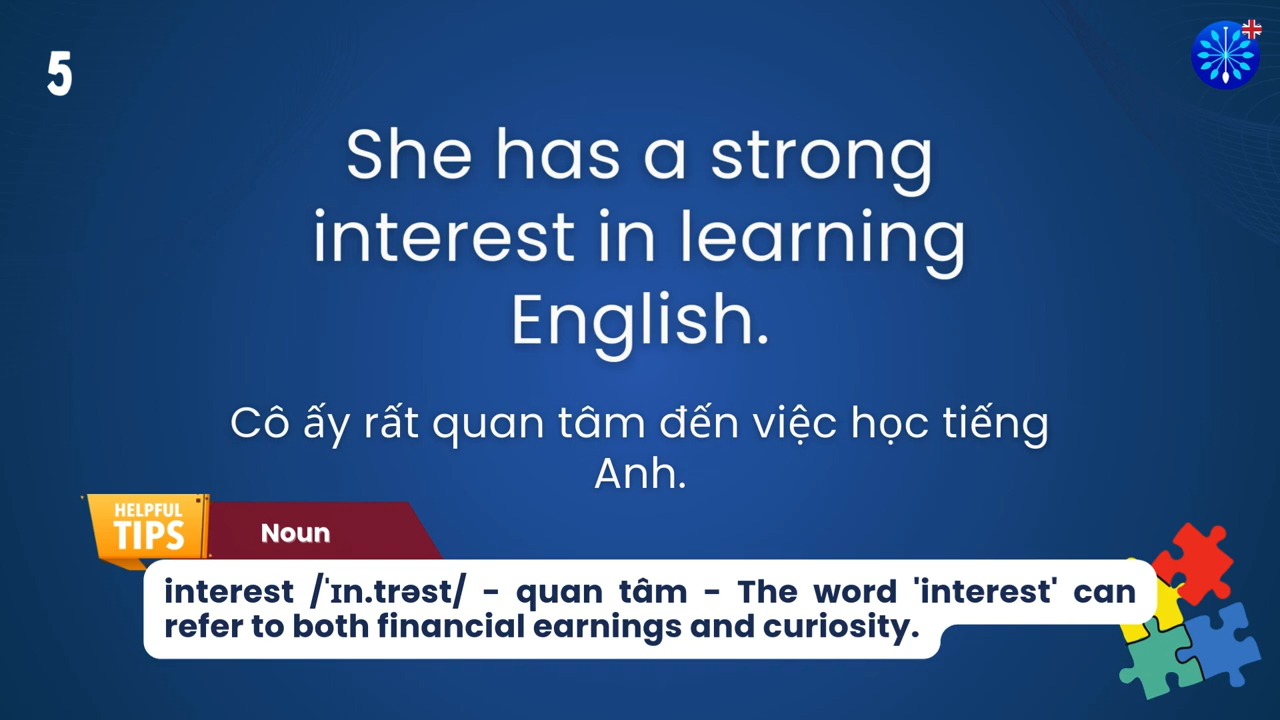 5
She has a strong
interest in learning
English.
Cô ấy rất quan tâm đến việc học tiếng
Anh.
HELPFUL
TIPS
Noun
interest /ˈɪn.trəst/ - quan tâm - The word 'interest' can
refer to both financial earnings and curiosity.